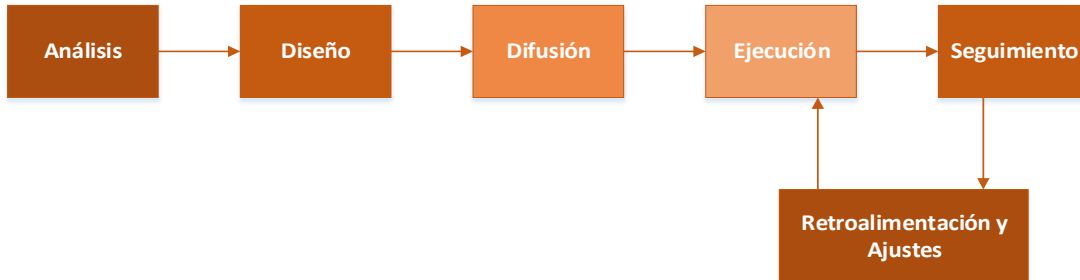 Análisis
Diseño
Difusión
Ejecución
Seguimiento
Retroalimentación y
Ajustes